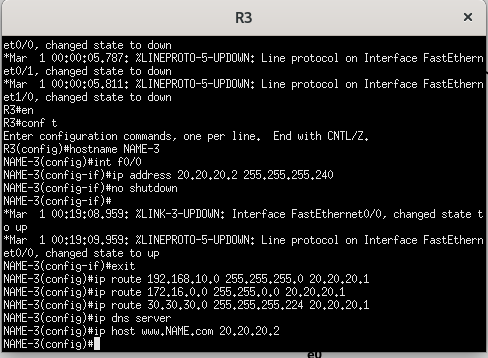 R3
et0/0, changed state to down
*Mar  1 00:00:05.787: %LINEPROTO-5-UPDOWN: Line protocol on Interface FastEthern
et0/1, changed state to down
*Mar  1 00:00:05.811: %LINEPROTO-5-UPDOWN: Line protocol on Interface FastEthern
et1/0, changed state to down
R3#en
R3#conf t
Enter configuration commands, one per line.  End with CNTL/Z.
R3(config)#hostname NAME-3
NAME-3(config)#int f0/0
NAME-3(config-if)#ip address 20.20.20.2 255.255.255.240
NAME-3(config-if)#no shutdown
NAME-3(config-if)#
*Mar  1 00:19:08.959: %LINK-3-UPDOWN: Interface FastEthernet0/0, changed state t
o up
*Mar  1 00:19:09.959: %LINEPROTO-5-UPDOWN: Line protocol on Interface FastEthern
et0/0, changed state to up
NAME-3(config-if)#exit
NAME-3(config)#ip route 192.168.10.0 255.255.255.0 20.20.20.1
NAME-3(config)#ip route 172.16.0.0 255.255.0.0 20.20.20.1
NAME-3(config)#ip route 30.30.30.0 255.255.255.224 20.20.20.1
NAME-3(config)#ip dns server
NAME-3(config)#ip host www.NAME.com 20.20.20.2
NAME-3(config)#
e0